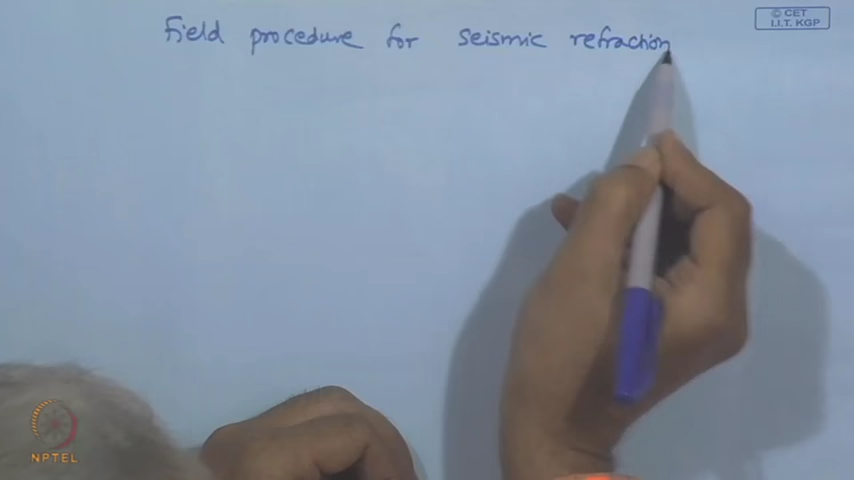 © CET
I.I.T. KGP
Field procedure for seismic refraction
NPTEL